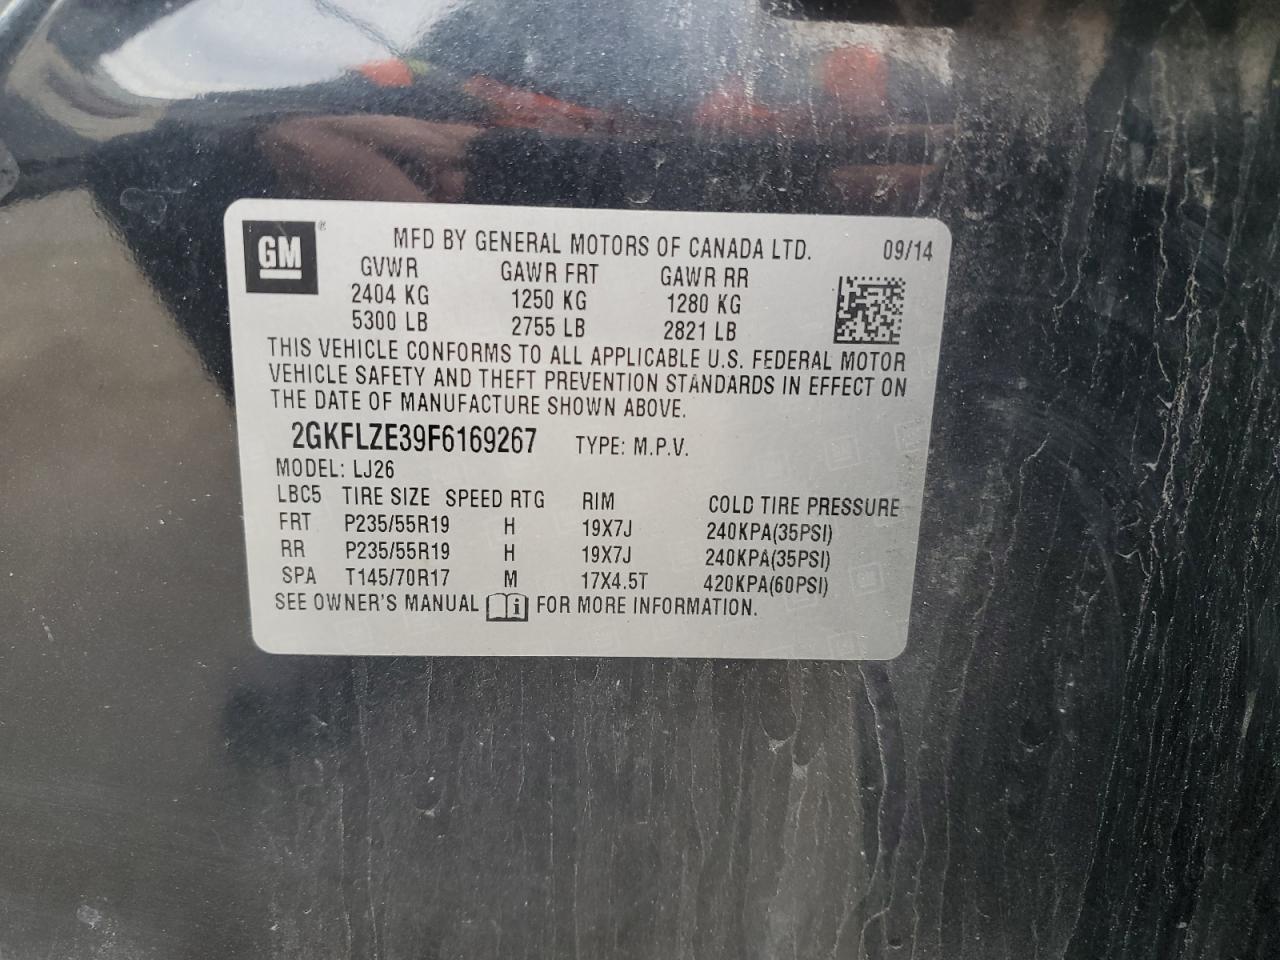 GM ® MFD BY GENERAL MOTORS OF CANADA LTD. 09/14
GVWR GAWR FRT GAWR RR
2404 KG 1250 KG 1280 KG
5300 LB 2755 LB 2821 LB
THIS VEHICLE CONFORMS TO ALL APPLICABLE U.S. FEDERAL MOTOR
VEHICLE SAFETY AND THEFT PREVENTION STANDARDS IN EFFECT ON
THE DATE OF MANUFACTURE SHOWN ABOVE.
2GKFLZE39F6169267 TYPE: M.P.V.
MODEL: LJ26
LBC5 TIRE SIZE SPEED RTG RIM COLD TIRE PRESSURE
FRT P235/55R19 H 19X7J 240KPA(35PSI)
RR P235/55R19 H 19X7J 240KPA(35PSI)
SPA T145/70R17 M 17X4.5T 420KPA(60PSI)
SEE OWNER'S MANUAL i FOR MORE INFORMATION.